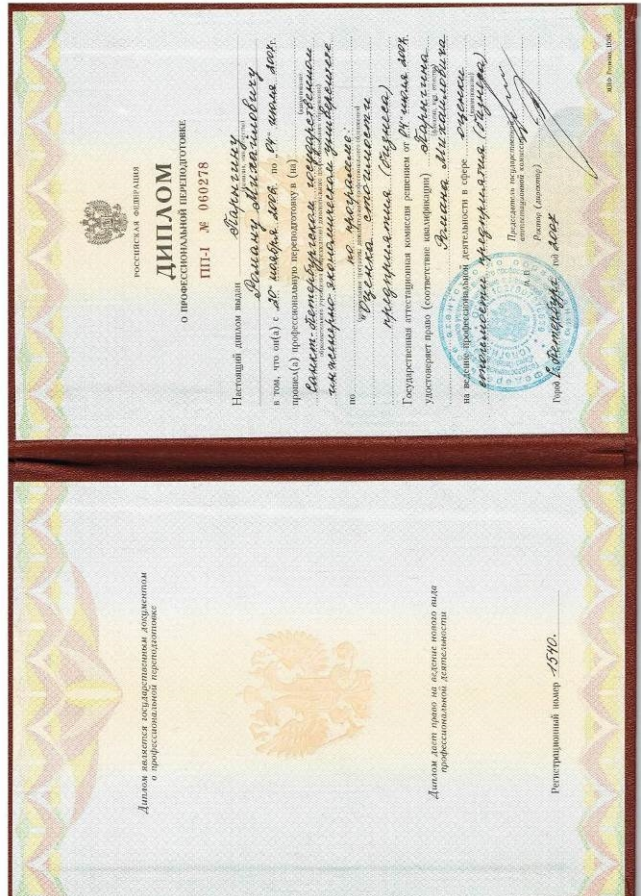 Диплом является государственным документом
о профессиональной переподготовке
Диплом дает право на ведение нового вида
профессиональной деятельности
Регистрационный номер 1540.
РОССИЙСКАЯ ФЕДЕРАЦИЯ
ДИПЛОМ
О ПРОФЕССИОНАЛЬНОЙ ПЕРЕПОДГОТОВКЕ
ПП-I № 060278
Настоящий диплом выдан
Роману Михайловичу
в том, что он(а) с 20 ноября 2006г. по 04 июля 2007г.
прошел(а) профессиональную переподготовку в (на)
Санкт-Петербургском государственном
инженерно-экономическом университете
по по программе:
"Оценка стоимости
предприятия (бизнеса)
Государственная аттестационная комиссия решением от 04 июля 2007
удостоверяет право (соответствие квалификации)
Романа Михайловича
на ведение профессиональной деятельности в сфере оценки
стоимости предприятия (бизнеса)
Председатель государственной
аттестационной комиссии
Ректор (директор)
Город С.-Петербург год 2007